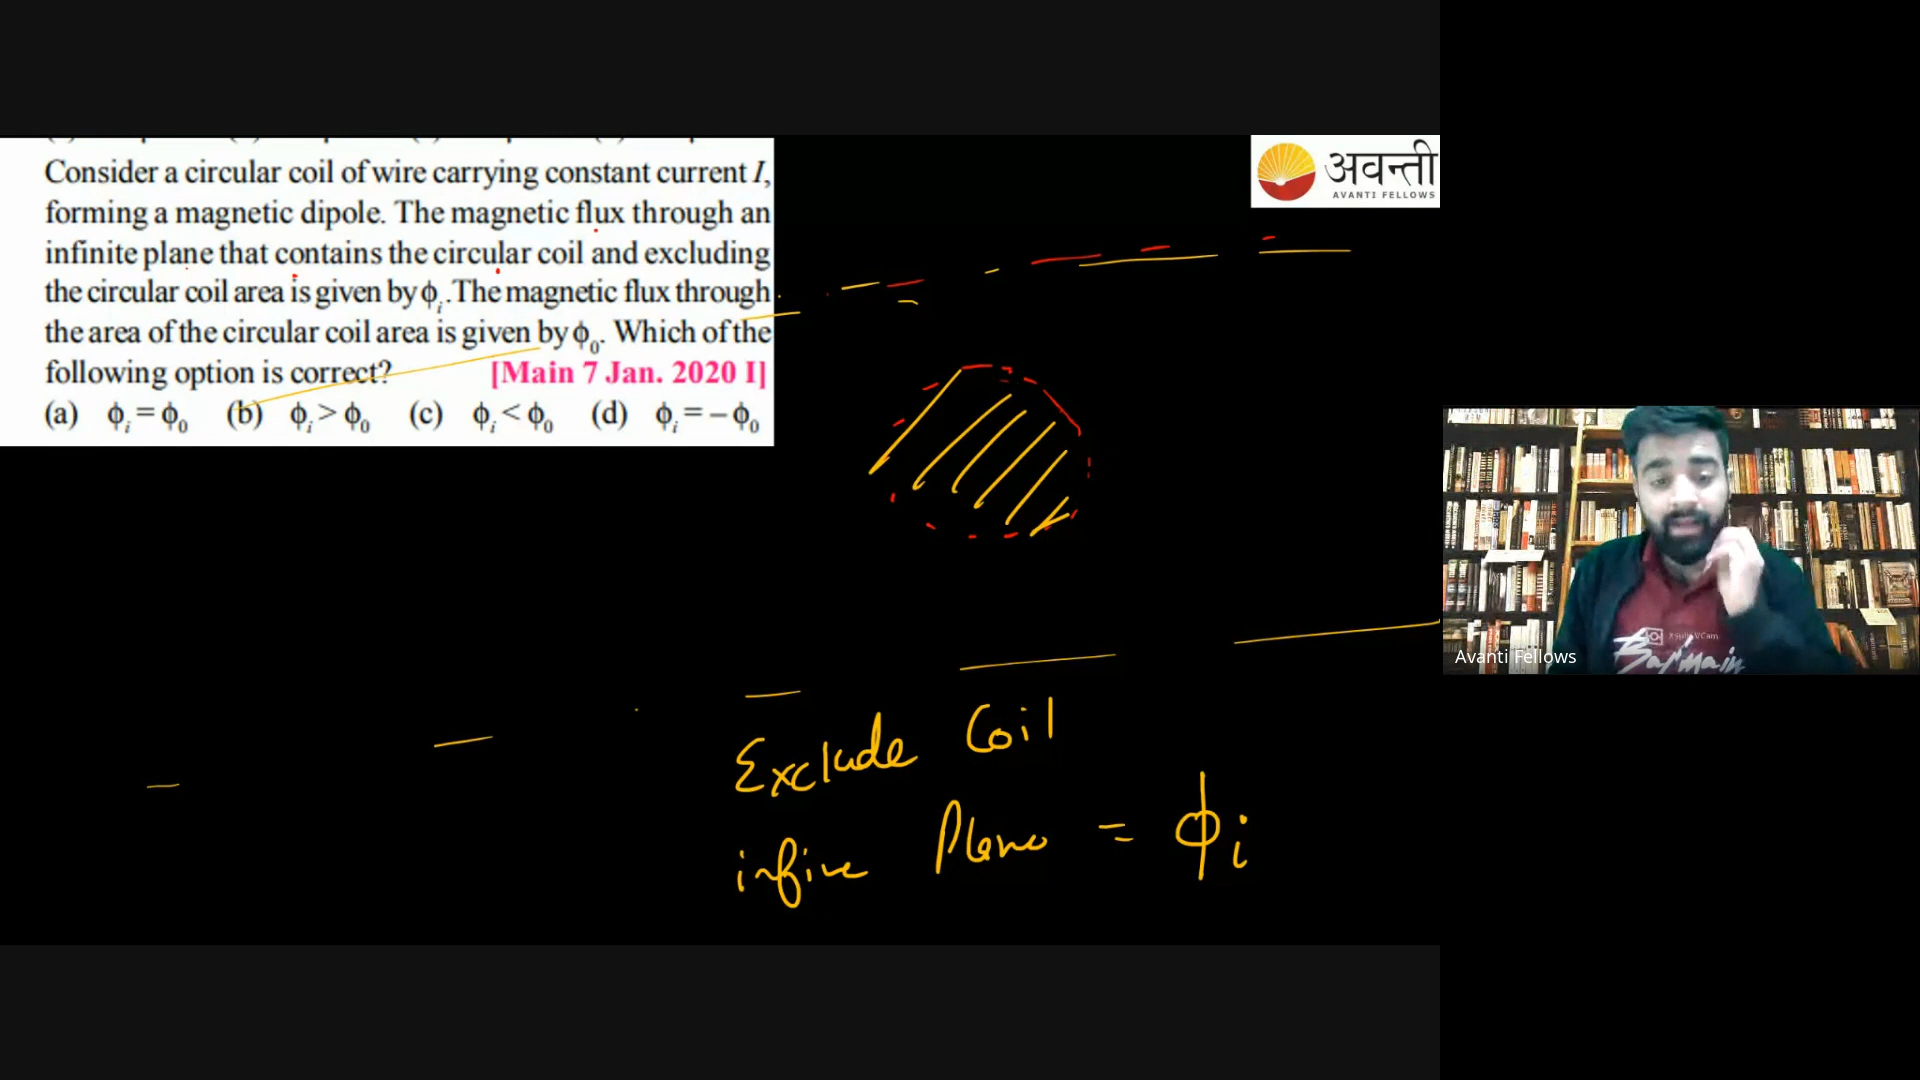 Consider a circular coil of wire carrying constant current I,
forming a magnetic dipole. The magnetic flux through an
infinite plane that contains the circular coil and excluding
the circular coil area is given by ϕi. The magnetic flux through
the area of the circular coil area is given by ϕ0. Which of the
following option is correct? [Main 7 Jan. 2020 I]
(a) ϕi = ϕ0 (b) ϕi > ϕ0 (c) ϕi < ϕ0 (d) ϕi = – ϕ0
अवन्ती
AVANTI FELLOWS
Exclude Coil
infine Plane = ϕi
XSplit VCam
Balmain
Avanti Fellows